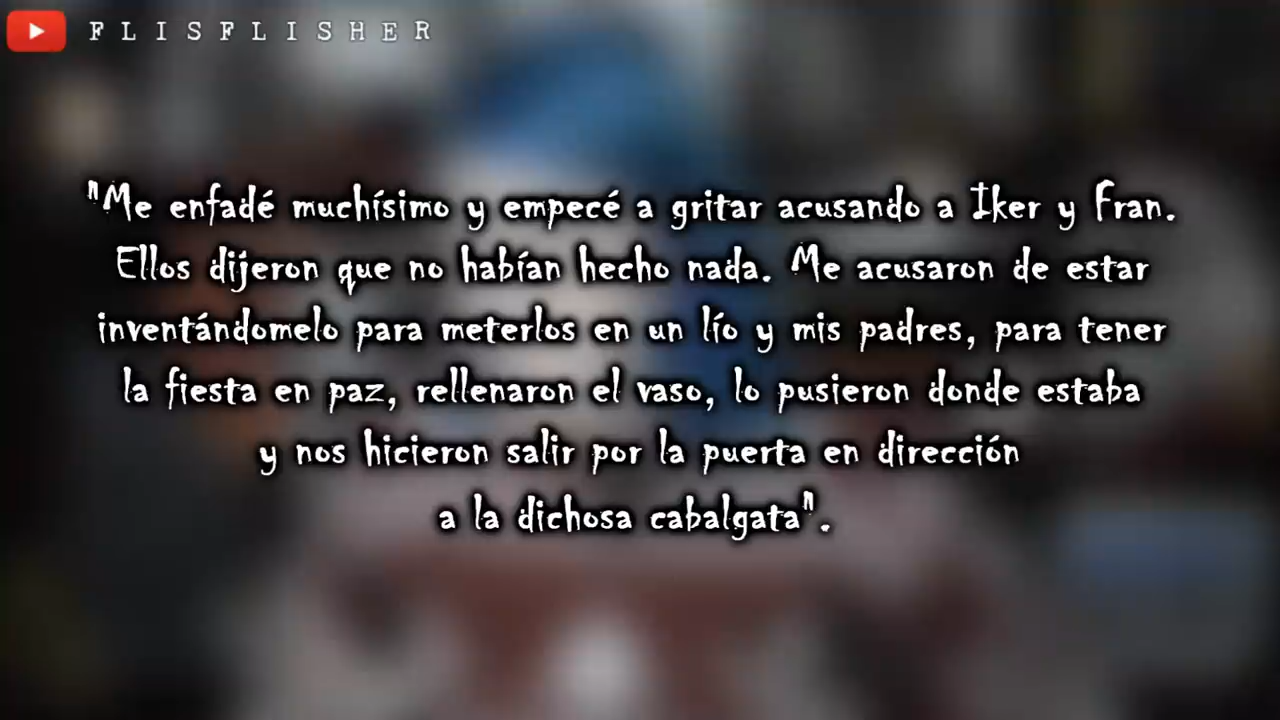 FLISFLISHER
"Me enfadé muchísimo y empecé a gritar acusando a Iker y Fran.
Ellos dijeron que no habían hecho nada. Me acusaron de estar
inventándomelo para meterlos en un lío y mis padres, para tener
la fiesta en paz, rellenaron el vaso, lo pusieron donde estaba
y nos hicieron salir por la puerta en dirección
a la dichosa cabalgata".